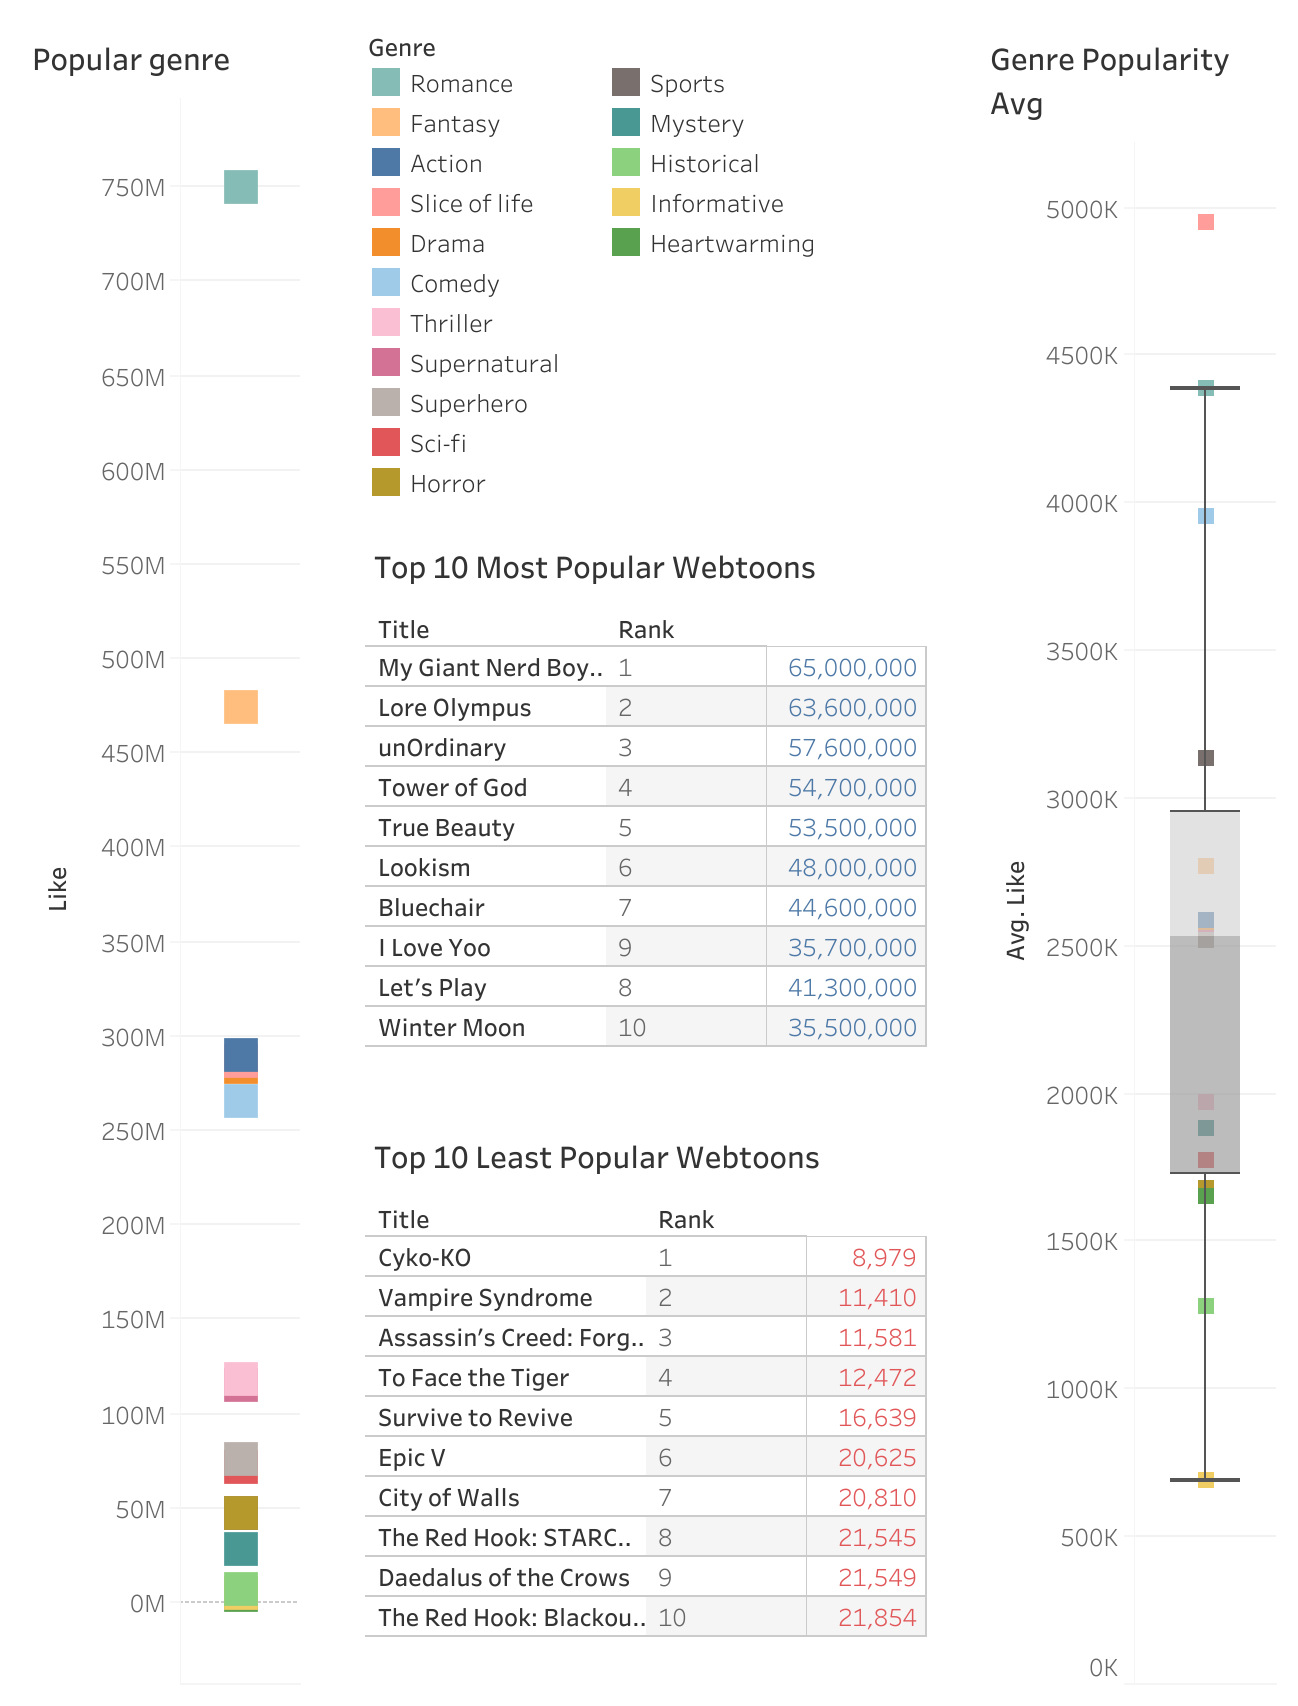 Popular genre
750M
700M
650M
600M
550M
500M
450M
400M
350M
300M
250M
200M
150M
100M
50M
0M
Like
Genre
Romance
Fantasy
Action
Slice of life
Drama
Comedy
Thriller
Supernatural
Superhero
Sci-fi
Horror
Sports
Mystery
Historical
Informative
Heartwarming
Top 10 Most Popular Webtoons
Title Rank
My Giant Nerd Boy.. 1 65,000,000
Lore Olympus 2 63,600,000
unOrdinary 3 57,600,000
Tower of God 4 54,700,000
True Beauty 5 53,500,000
Lookism 6 48,000,000
Bluechair 7 44,600,000
I Love Yoo 9 35,700,000
Let's Play 8 41,300,000
Winter Moon 10 35,500,000
Top 10 Least Popular Webtoons
Title Rank
Cyko-KO 1 8,979
Vampire Syndrome 2 11,410
Assassin's Creed: Forg.. 3 11,581
To Face the Tiger 4 12,472
Survive to Revive 5 16,639
Epic V 6 20,625
City of Walls 7 20,810
The Red Hook: STARC.. 8 21,545
Daedalus of the Crows 9 21,549
The Red Hook: Blackou.. 10 21,854
Genre Popularity
Avg
5000K
4500K
4000K
3500K
3000K
2500K
2000K
1500K
1000K
500K
0K
Avg. Like